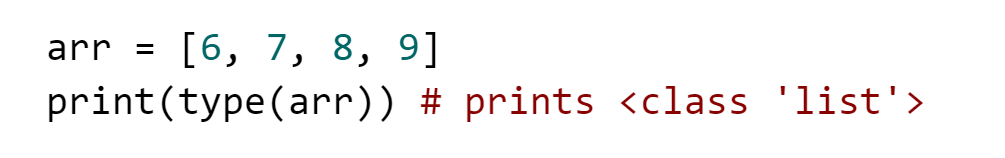 arr = [6, 7, 8, 9]
print(type(arr)) # prints <class 'list'>